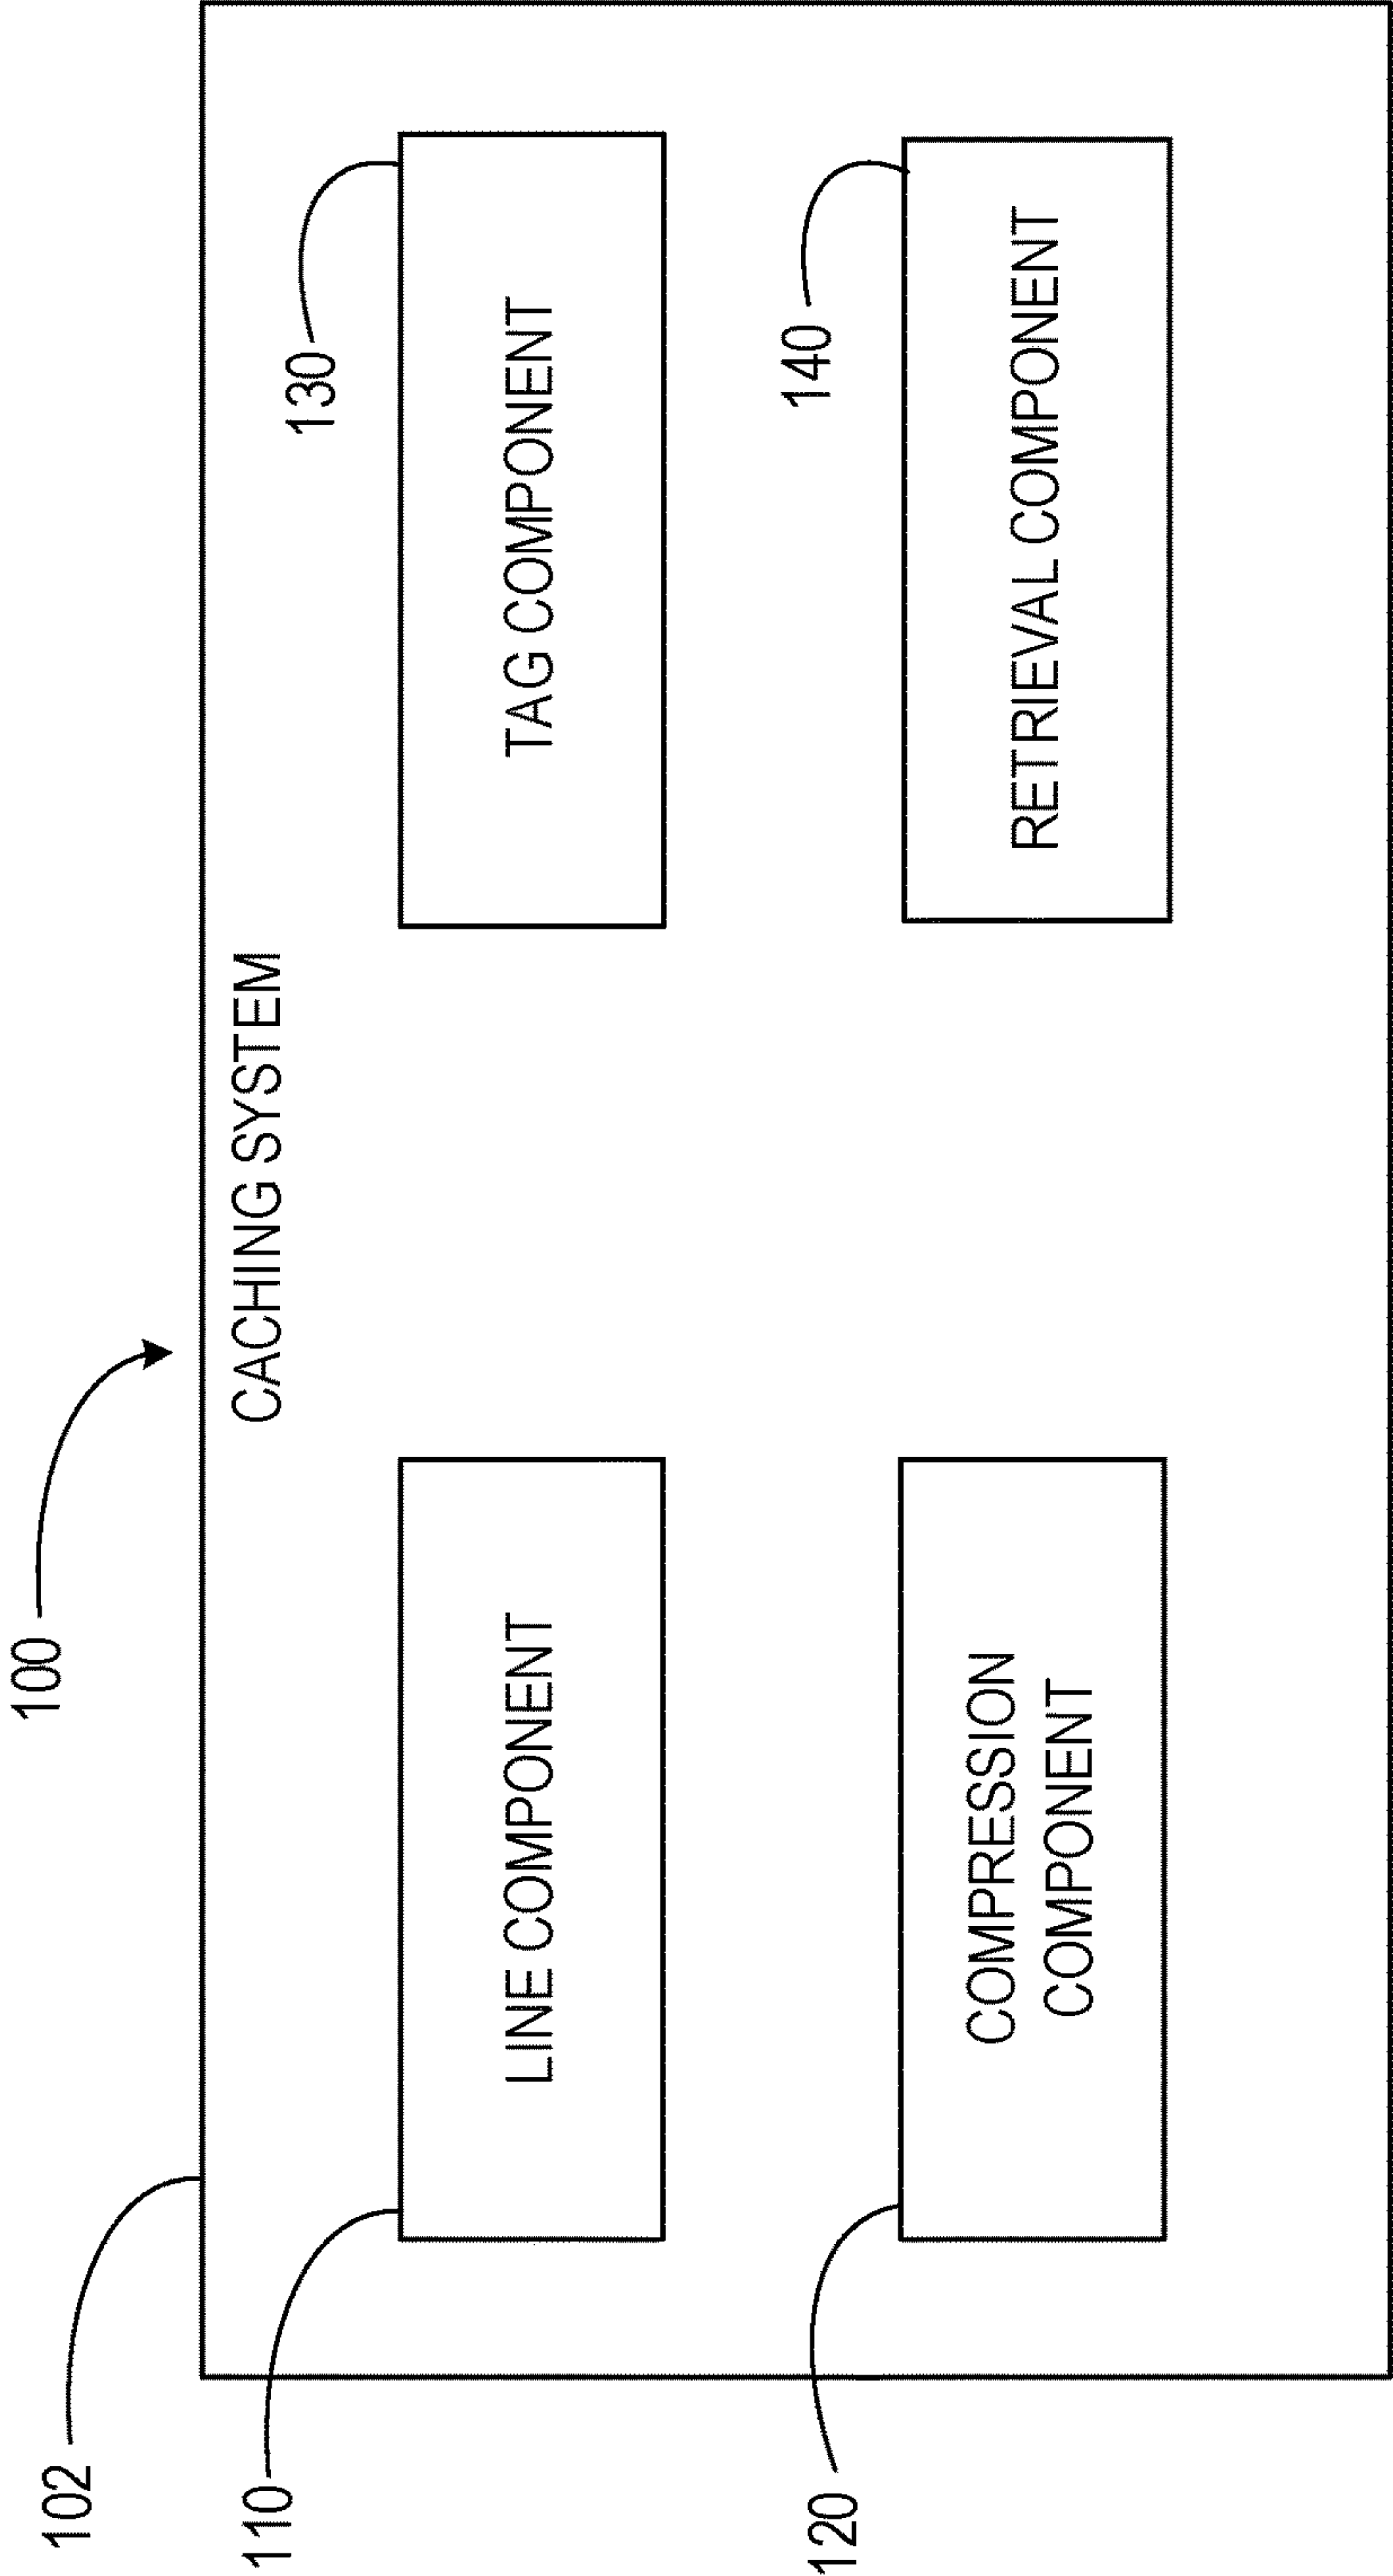 100
102
CACHING SYSTEM
110
130
LINE COMPONENT
TAG COMPONENT
120
140
COMPRESSION
COMPONENT
RETRIEVAL COMPONENT